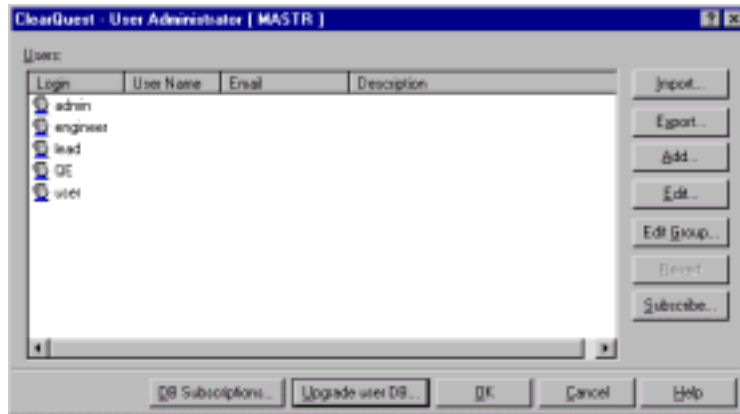 ClearQuest - User Administrator [ MASTR ]
Users:
Login User Name Email Description
admin
engineer
lead
QE
user
Import...
Export...
Add...
Edit...
Edit Group...
Revert
Subscribe...
DB Subscriptions... Upgrade user DB... OK Cancel Help